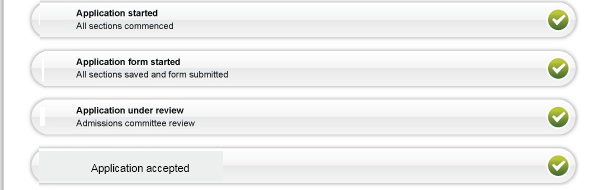 Application started
All sections commenced
Application form started
All sections saved and form submitted
Application under review
Admissions committee review
Application accepted